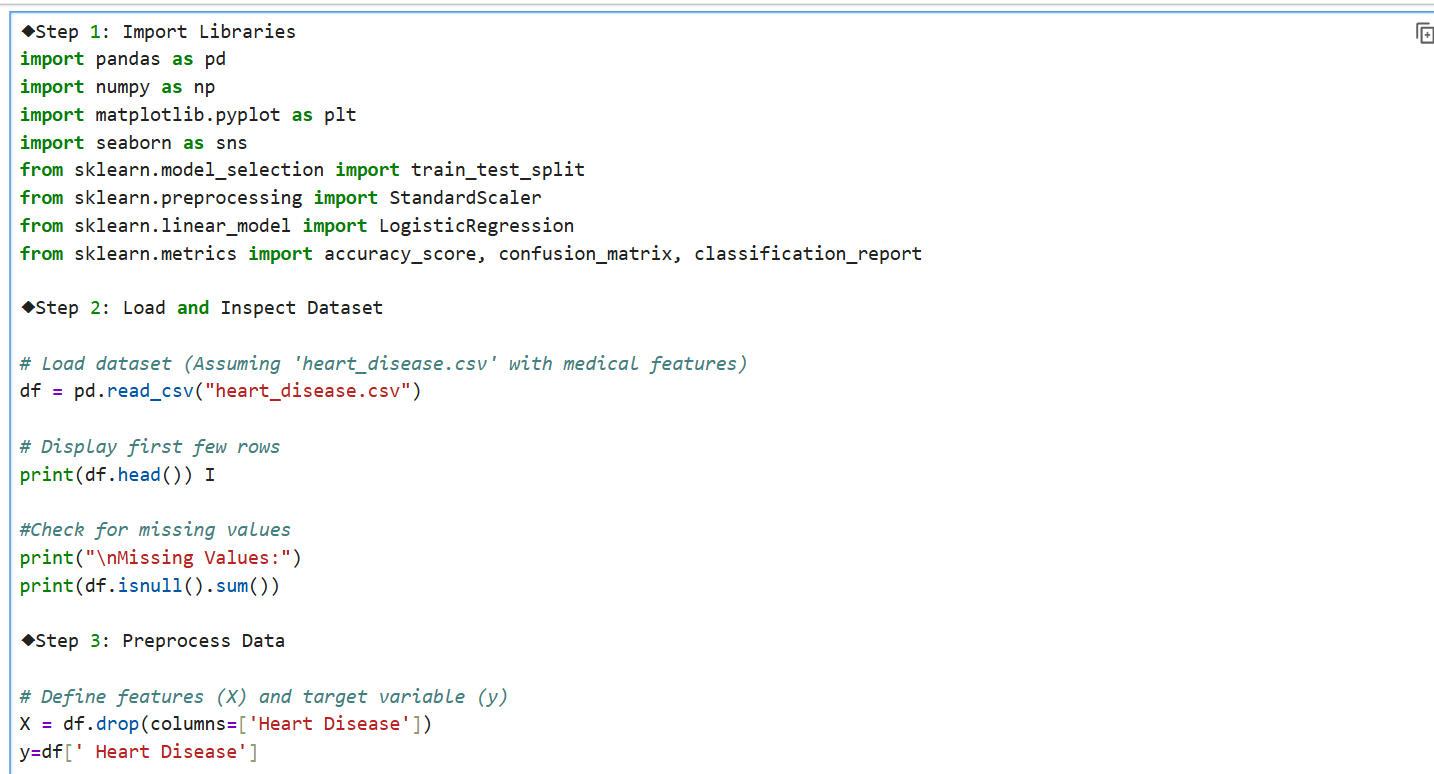 ◆Step 1: Import Libraries
import pandas as pd
import numpy as np
import matplotlib.pyplot as plt
import seaborn as sns
from sklearn.model_selection import train_test_split
from sklearn.preprocessing import StandardScaler
from sklearn.linear_model import LogisticRegression
from sklearn.metrics import accuracy_score, confusion_matrix, classification_report
◆Step 2: Load and Inspect Dataset
# Load dataset (Assuming 'heart_disease.csv' with medical features)
df = pd.read_csv("heart_disease.csv")
# Display first few rows
print(df.head()) I
#Check for missing values
print("\nMissing Values:")
print(df.isnull().sum())
◆Step 3: Preprocess Data
# Define features (X) and target variable (y)
X = df.drop(columns=['Heart Disease'])
y=df[' Heart Disease']